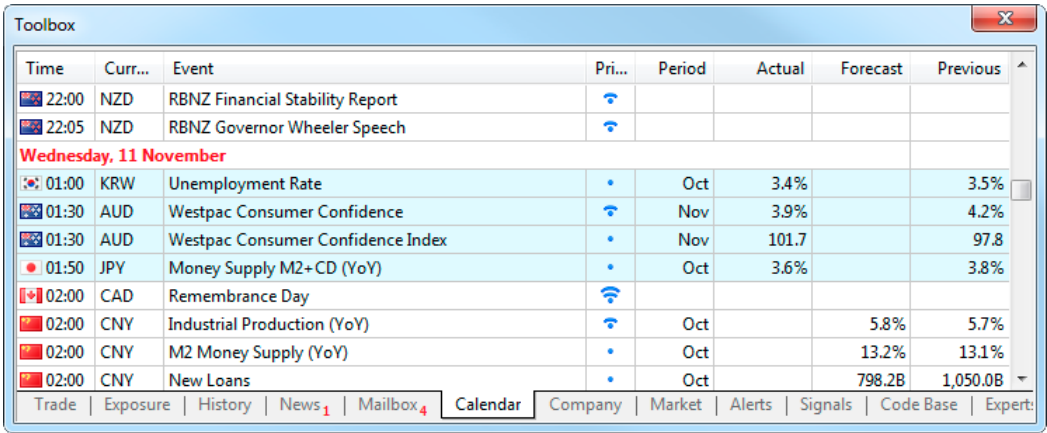 Toolbox
Time Curr... Event Pri... Period Actual Forecast Previous
22:00 NZD RBNZ Financial Stability Report
22:05 NZD RBNZ Governor Wheeler Speech
Wednesday, 11 November
01:00 KRW Unemployment Rate Oct 3.4% 3.5%
01:30 AUD Westpac Consumer Confidence Nov 3.9% 4.2%
01:30 AUD Westpac Consumer Confidence Index Nov 101.7 97.8
01:50 JPY Money Supply M2+CD (YoY) Oct 3.6% 3.8%
02:00 CAD Remembrance Day
02:00 CNY Industrial Production (YoY) Oct 5.8% 5.7%
02:00 CNY M2 Money Supply (YoY) Oct 13.2% 13.1%
02:00 CNY New Loans Oct 798.2B 1,050.0B
Trade | Exposure | History | News 1 | Mailbox 4 | Calendar | Company | Market | Alerts | Signals | Code Base | Experts